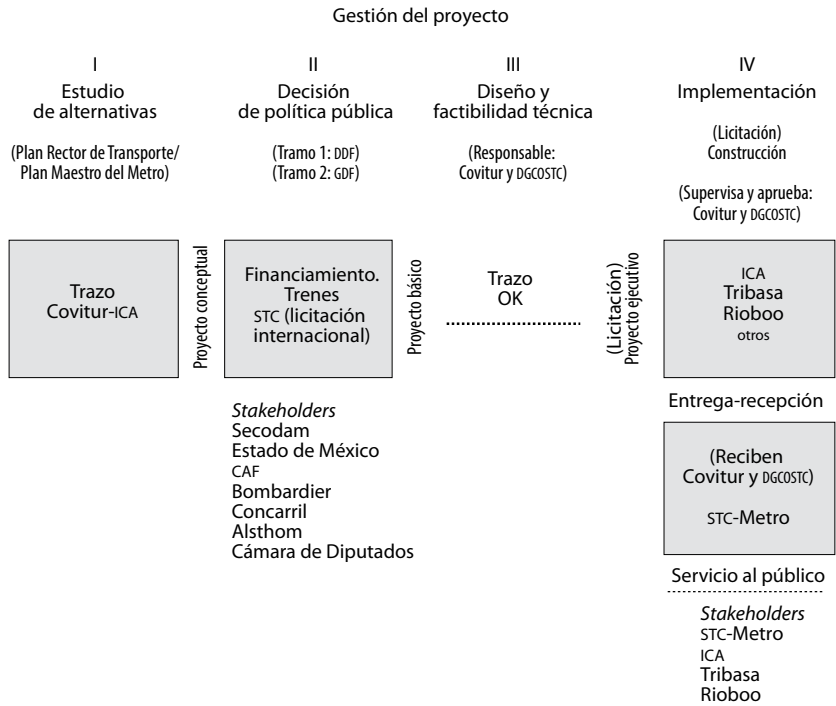 Gestión del proyecto
I
Estudio
de alternativas
(Plan Rector de Transporte/
Plan Maestro del Metro)
Trazo
Covitur-ICA
Proyecto conceptual
II
Decisión
de política pública
(Tramo 1: DDF)
(Tramo 2: GDF)
Financiamiento.
Trenes
STC (licitación
internacional)
Stakeholders
Secodam
Estado de México
CAF
Bombardier
Concarril
Alsthom
Cámara de Diputados
Proyecto básico
III
Diseño y
factibilidad técnica
(Responsable:
Covitur y DGCOSTC)
Trazo
OK
(Licitación)
Proyecto ejecutivo
IV
Implementación
(Licitación)
Construcción
(Supervisa y aprueba:
Covitur y DGCOSTC)
ICA
Tribasa
Rioboo
otros
Entrega-recepción
(Reciben
Covitur y DGCOSTC)
STC-Metro
Servicio al público
Stakeholders
STC-Metro
ICA
Tribasa
Rioboo